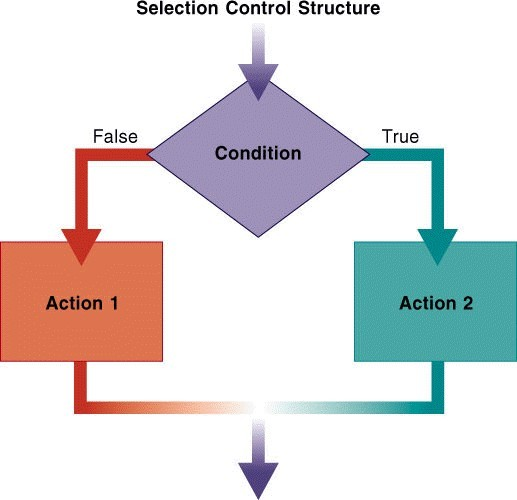 Selection Control Structure
False
True
Condition
Action 1
Action 2